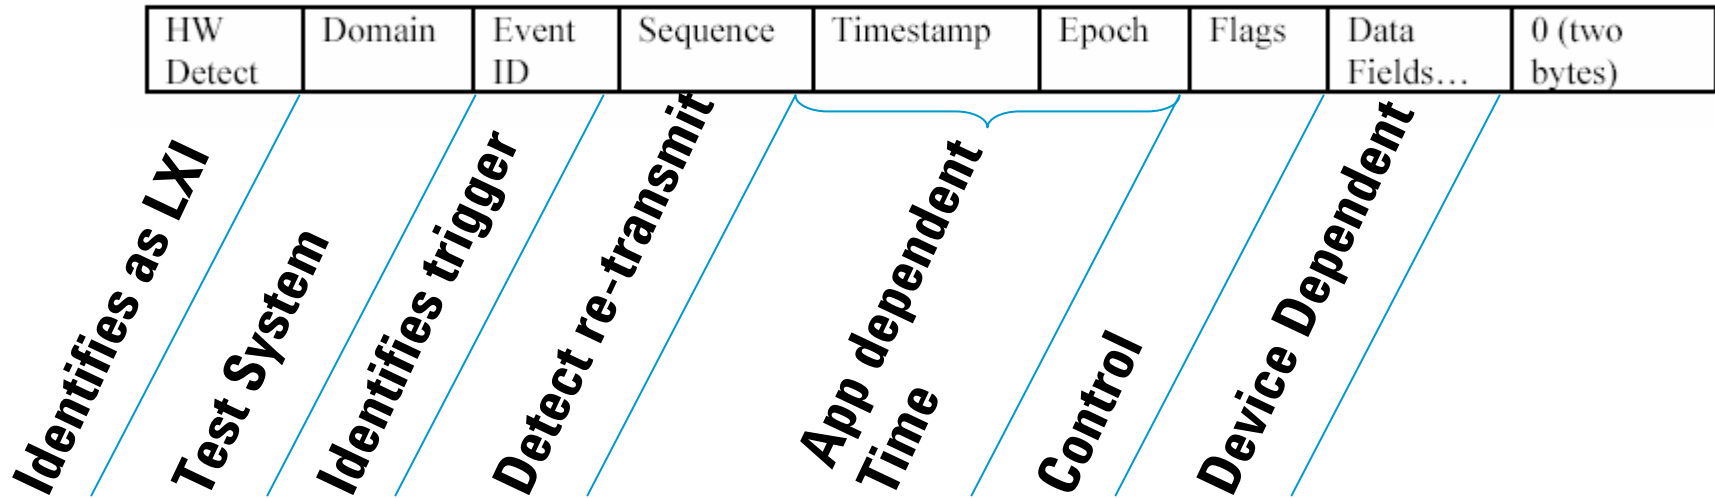 HW Detect
Domain
Event ID
Sequence
Timestamp
Epoch
Flags
Data Fields…
0 (two bytes)
Identifies as LXI
Test System
Identifies trigger
Detect re-transmit
App dependent
Time
Control
Device Dependent